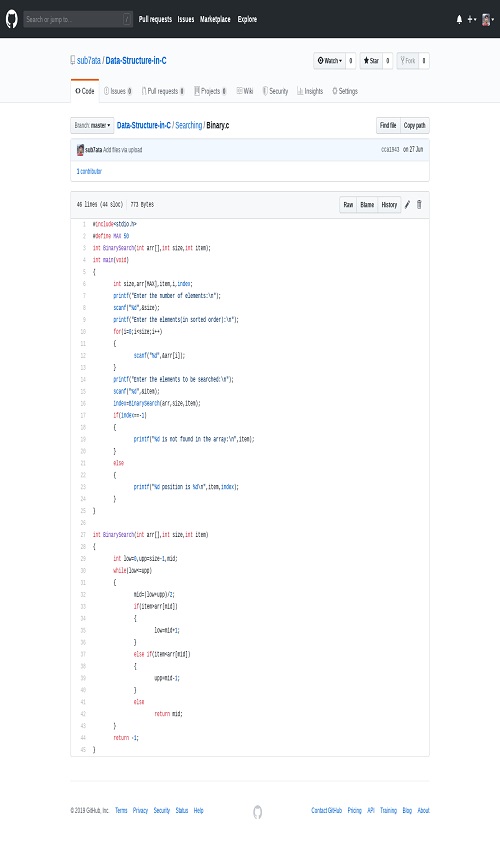 Search or jump to...
/
Pull requests Issues Marketplace Explore
sub7ata / Data-Structure-in-C
Watch 0 Star 0 Fork 0
Code Issues 0 Pull requests 0 Projects 0 Wiki Security Insights Settings
Branch: master Data-Structure-in-C / Searching / Binary.c Find file Copy path
sub7ata Add files via upload on 27 Jun
1 contributor
46 lines (44 sloc) 773 Bytes Raw Blame History
1 #include<stdio.h>
2 #define MAX 50
3 int BinarySearch(int arr[],int size,int item);
4 int main(void)
5 {
6 int size,arr[MAX],item,i,index;
7 printf("Enter the number of elements:\n");
8 scanf("%d",&size);
9 printf("Enter the elements(in sorted order):\n");
10 for(i=0;i<size;i++)
11 {
12 scanf("%d",&arr[i]);
13 }
14 printf("Enter the elements to be searched:\n");
15 scanf("%d",&item);
16 index=BinarySearch(arr,size,item);
17 if(index==-1)
18 {
19 printf("%d is not found in the array:\n",item);
20 }
21 else
22 {
23 printf("%d position is %d\n",item,index);
24 }
25 }
26
27 int BinarySearch(int arr[],int size,int item)
28 {
29 int low=0,upp=size-1,mid;
30 while(low<=upp)
31 {
32 mid=(low+upp)/2;
33 if(item>arr[mid])
34 {
35 low=mid+1;
36 }
37 else if(item<arr[mid])
38 {
39 upp=mid-1;
40 }
41 else
42 return mid;
43 }
44 return -1;
45 }
© 2019 GitHub, Inc. Terms Privacy Security Status Help Contact GitHub Pricing API Training Blog About